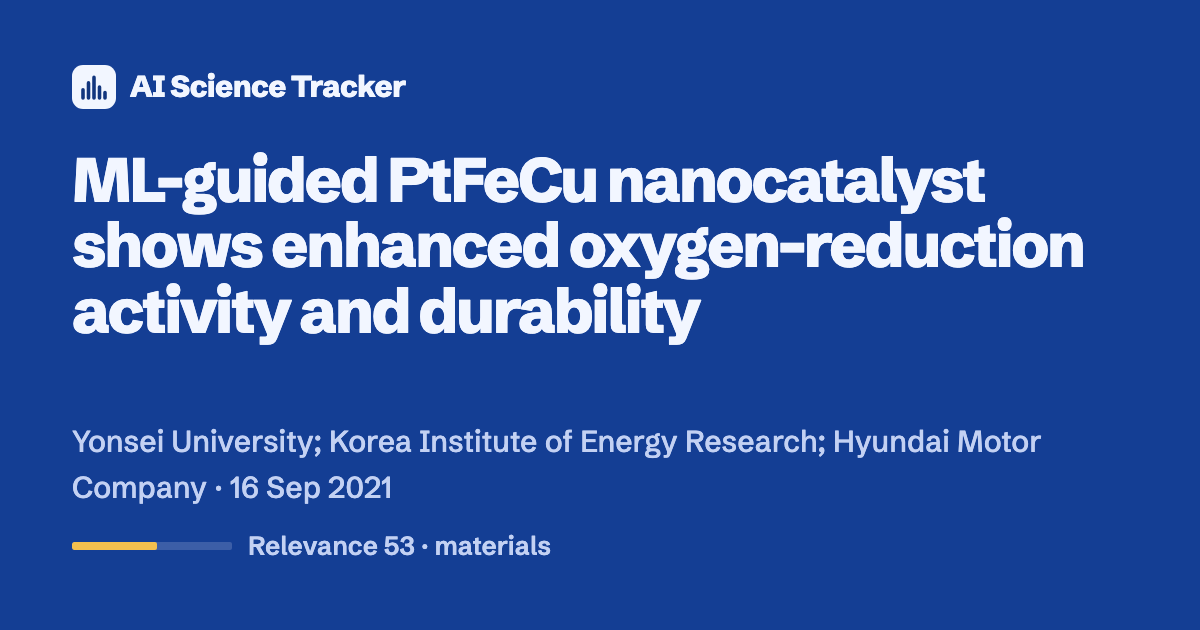 AI Science Tracker
ML-guided PtFeCu nanocatalyst
shows enhanced oxygen-reduction
activity and durability
Yonsei University; Korea Institute of Energy Research; Hyundai Motor
Company · 16 Sep 2021
Relevance 53 · materials